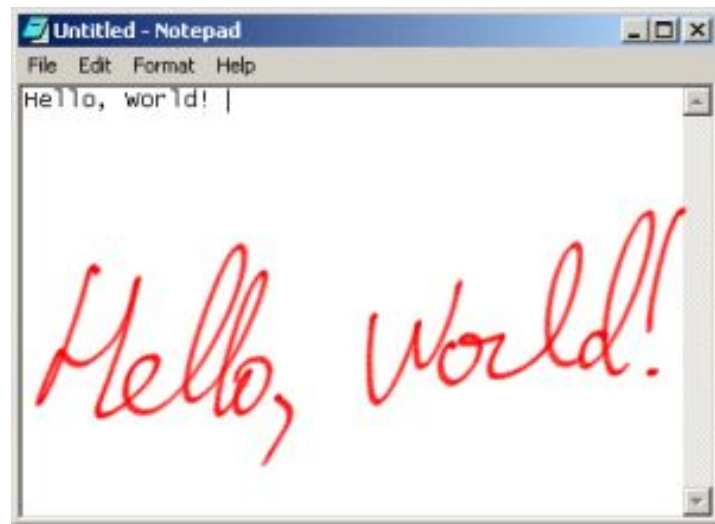 Untitled - Notepad
File Edit Format Help
Hello, world!
Hello, World!